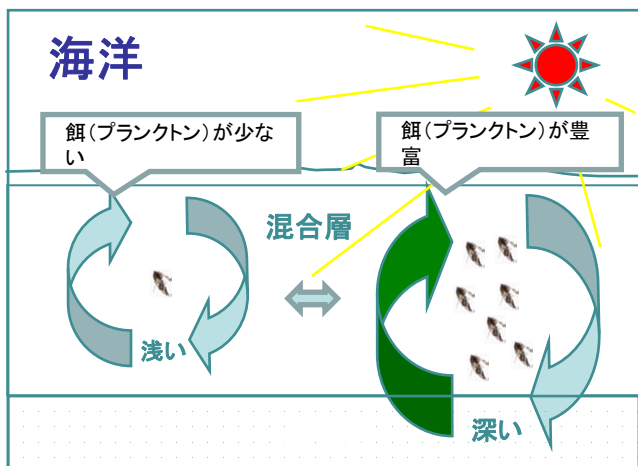 海洋
餌(プランクトン)が少な
い
餌(プランクトン)が豊
富
混合層
浅い
深い